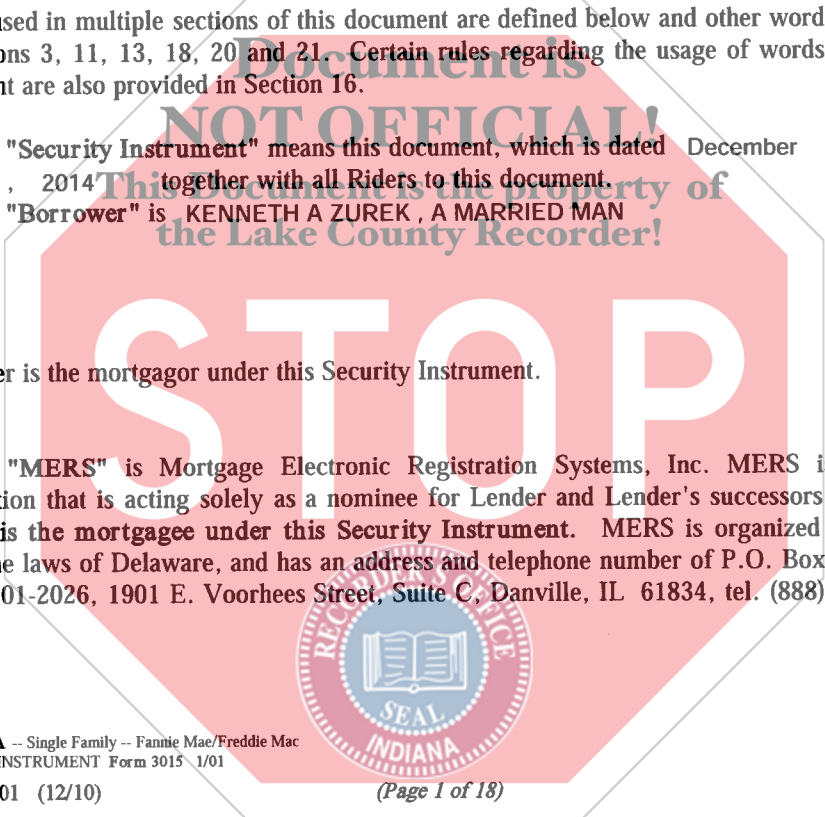 used in multiple sections of this document are defined below and other word
ons 3, 11, 13, 18, 20 and 21. Certain rules regarding the usage of words
nt are also provided in Section 16.
Document is
NOT OFFICIAL!
"Security Instrument" means this document, which is dated December
, 2014 together with all Riders to this document.
This Document is the property of
"Borrower" is KENNETH A ZUREK , A MARRIED MAN
the Lake County Recorder!
STOP
er is the mortgagor under this Security Instrument.
"MERS" is Mortgage Electronic Registration Systems, Inc. MERS i
tion that is acting solely as a nominee for Lender and Lender's successors
is the mortgagee under this Security Instrument. MERS is organized
e laws of Delaware, and has an address and telephone number of P.O. Box
01-2026, 1901 E. Voorhees Street, Suite C, Danville, IL 61834, tel. (888)
RECORDER'S OFFICE
SEAL
INDIANA
A -- Single Family -- Fannie Mae/Freddie Mac
INSTRUMENT Form 3015 1/01
01 (12/10)
(Page 1 of 18)